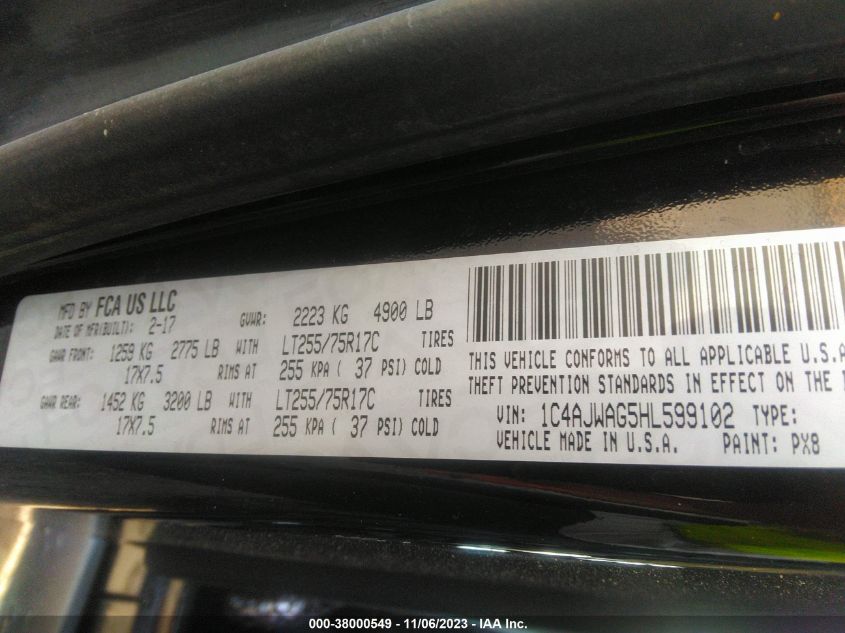 MFD BY FCA US LLC
DATE OF MFR(BUILT): 2-17 GVWR: 2223 KG 4900 LB
GAWR FRONT: 1259 KG 2775 LB WITH LT255/75R17C TIRES
17X7.5 RIMS AT 255 KPA ( 37 PSI) COLD
GAWR REAR: 1452 KG 3200 LB WITH LT255/75R17C TIRES
17X7.5 RIMS AT 255 KPA ( 37 PSI) COLD
THIS VEHICLE CONFORMS TO ALL APPLICABLE U.S.A
THEFT PREVENTION STANDARDS IN EFFECT ON THE
VIN: 1C4AJWAG5HL599102 TYPE:
VEHICLE MADE IN U.S.A. PAINT: PX8
000-38000549 - 11/06/2023 - IAA Inc.